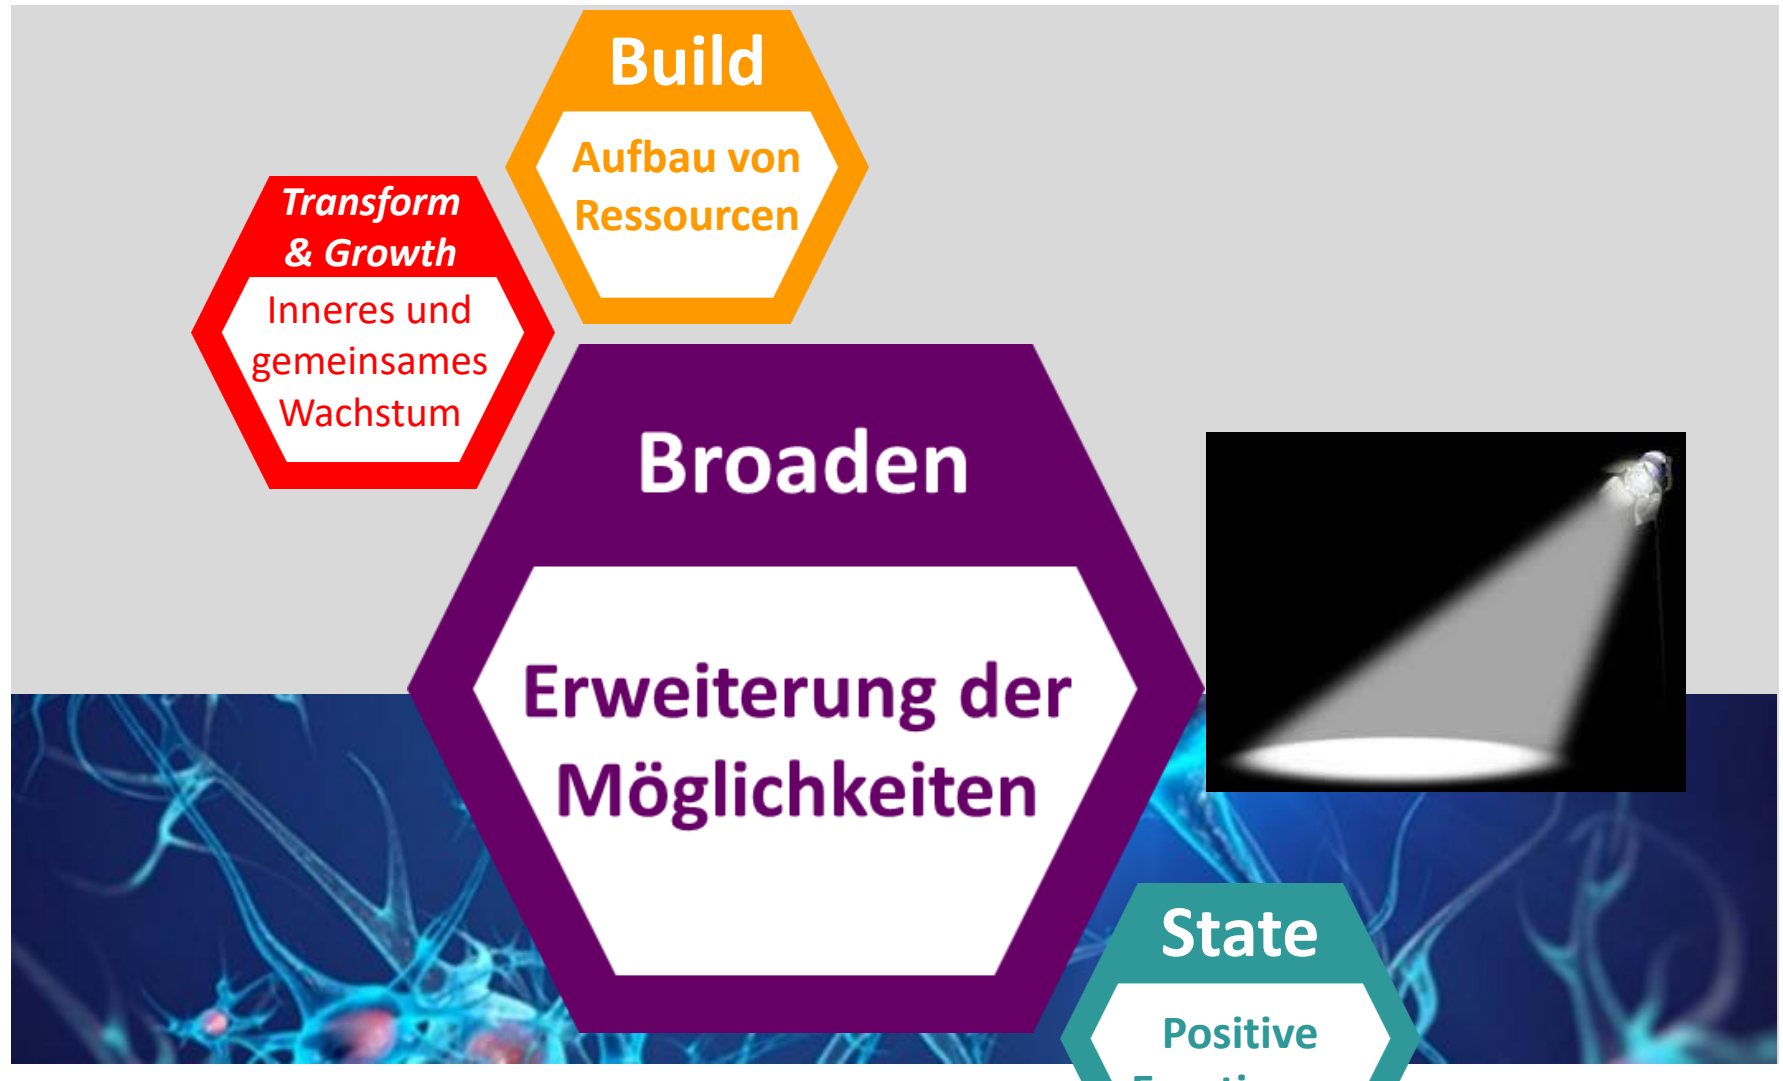 Build
Aufbau von
Ressourcen
Transform
& Growth
Inneres und
gemeinsames
Wachstum
Broaden
Erweiterung der
Möglichkeiten
State
Positive